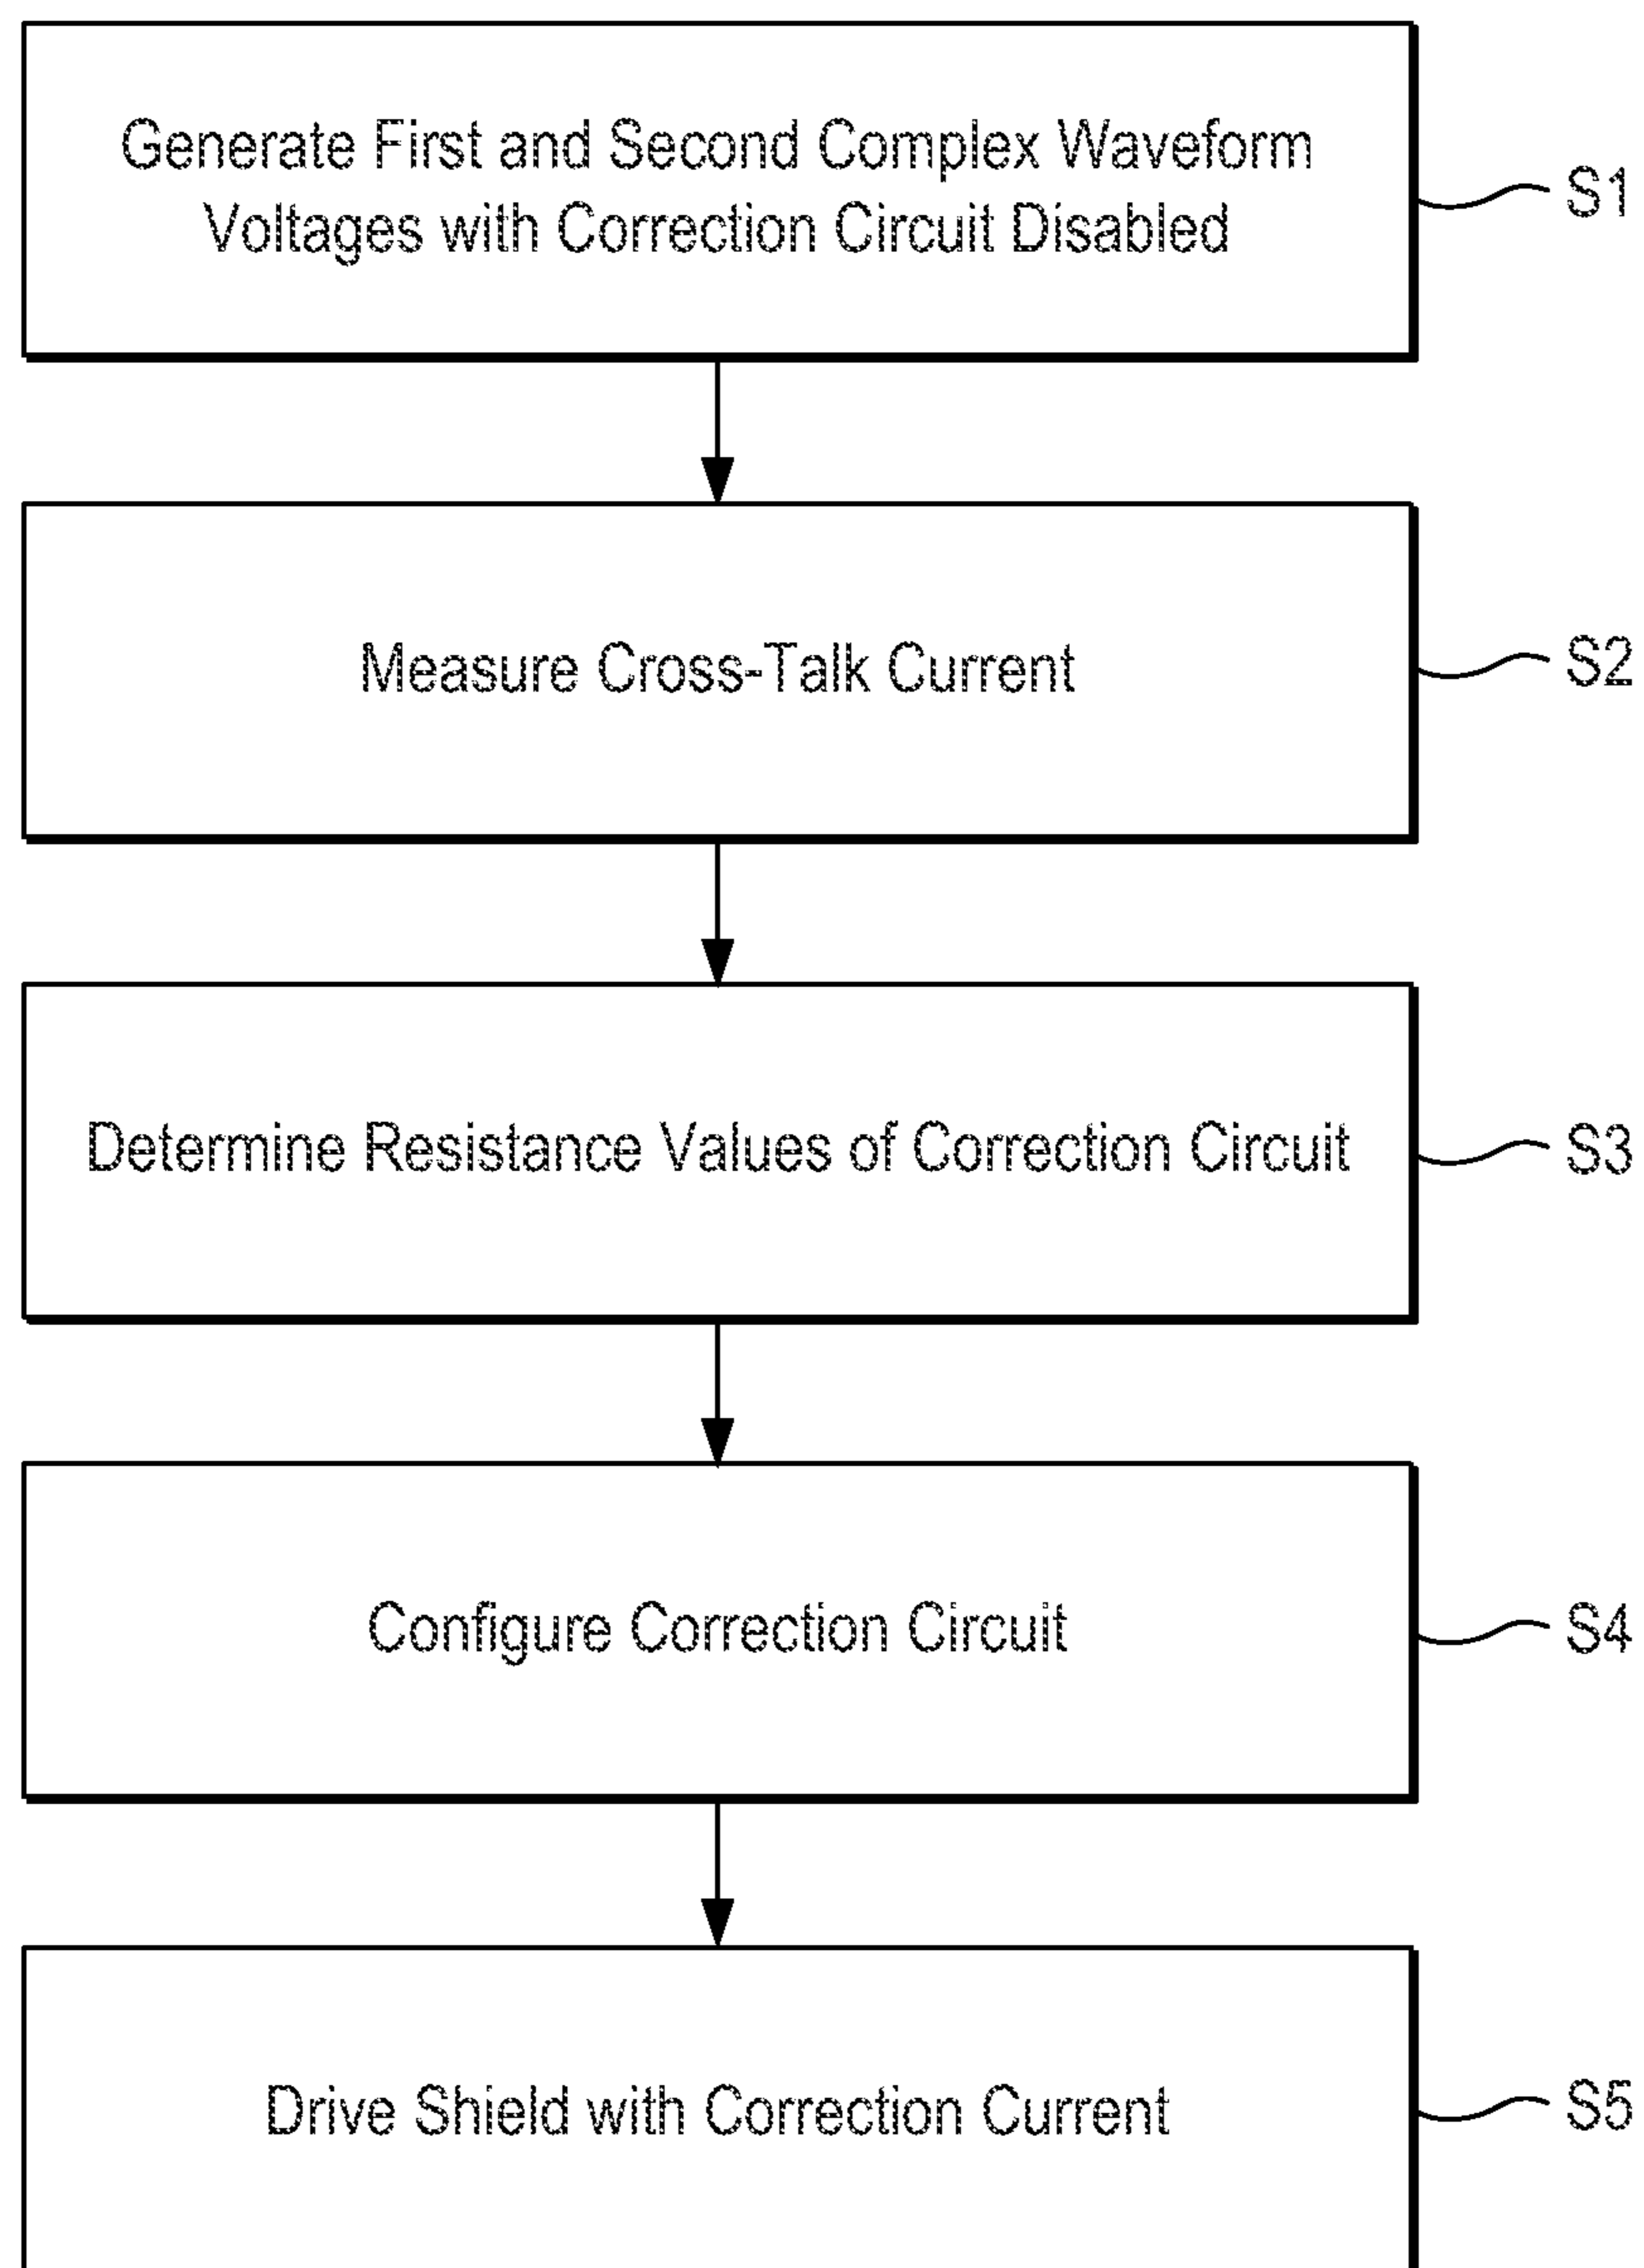 Generate First and Second Complex Waveform
Voltages with Correction Circuit Disabled
S1
Measure Cross-Talk Current
S2
Determine Resistance Values of Correction Circuit
S3
Configure Correction Circuit
S4
Drive Shield with Correction Current
S5